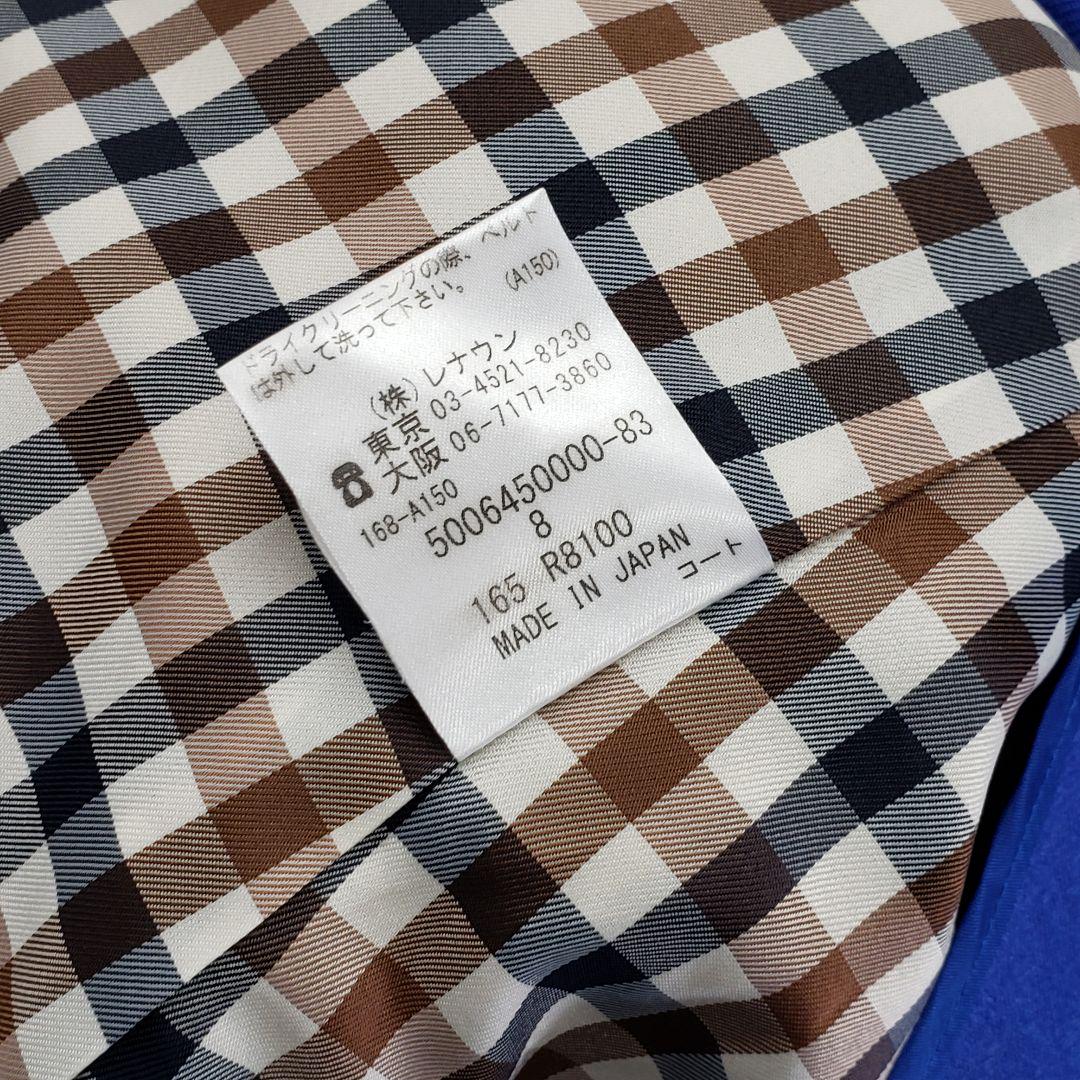 ドライクリーニングの際、ベルト
は外して洗って下さい。 (A150)
(株)レナウン
東京 03-4521-8230
大阪 06-7177-3860
168-A150
5006450000-83
8
165 R8100
MADE IN JAPAN
コート